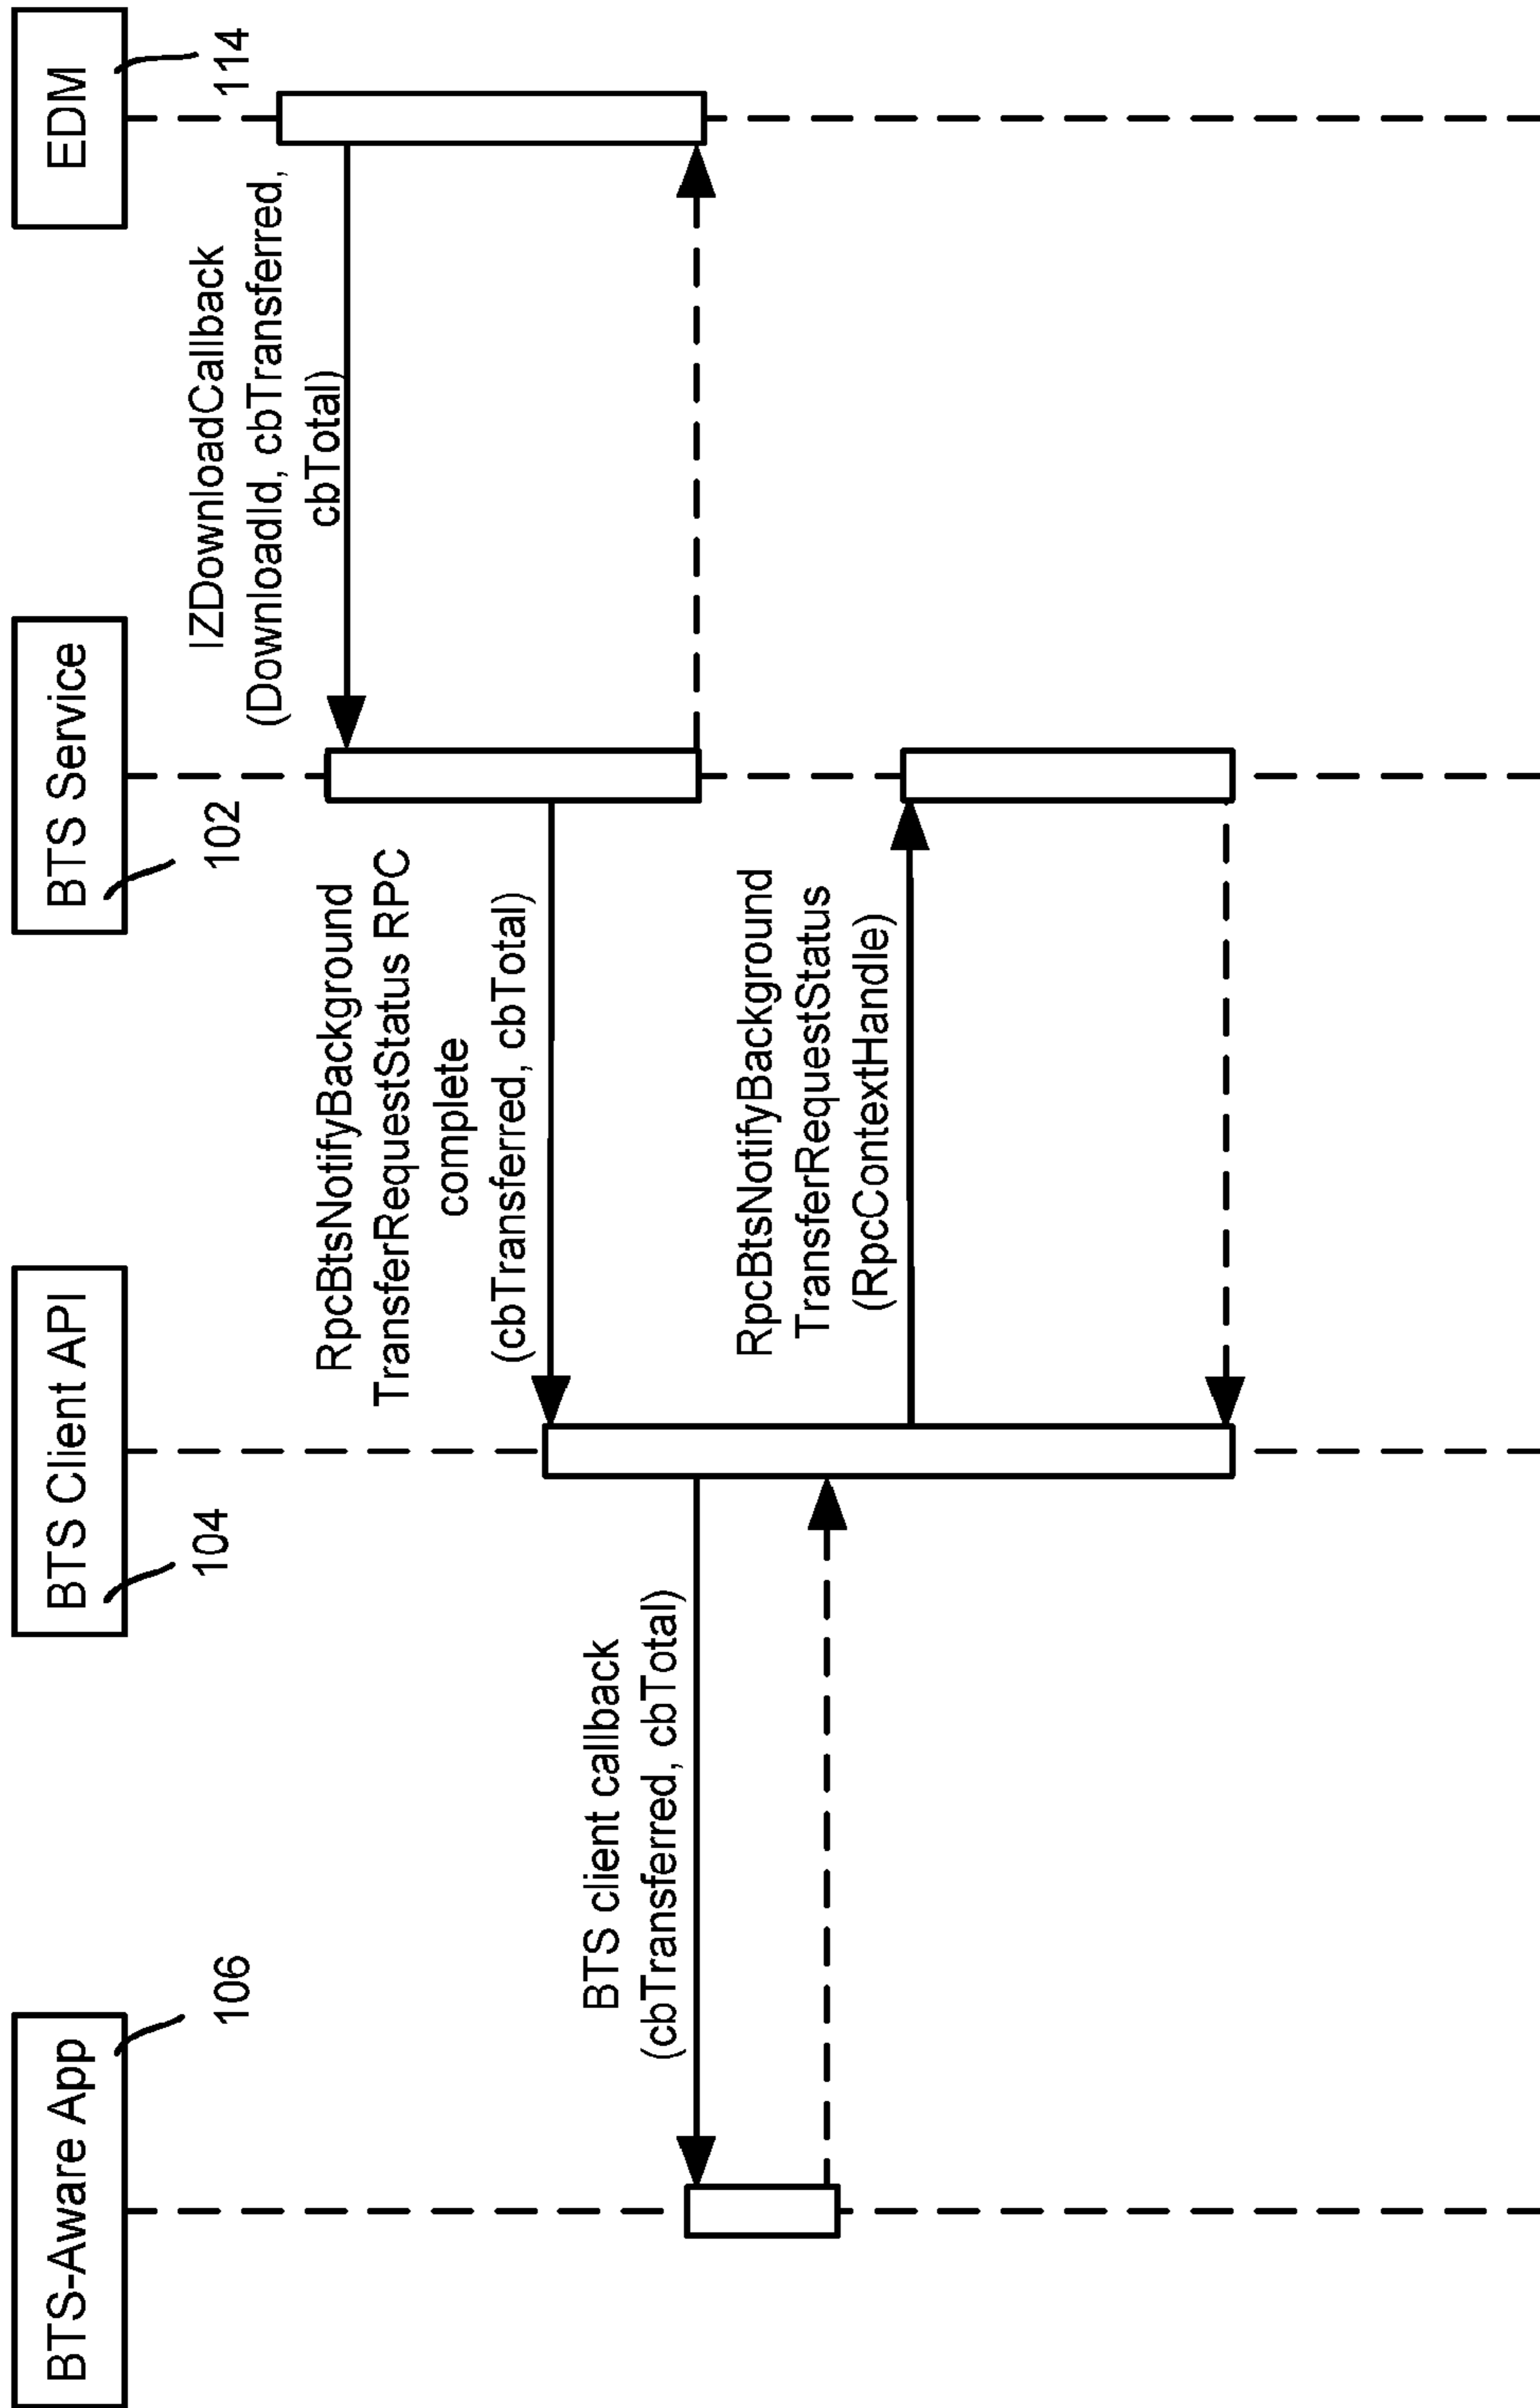 BTS-Aware App
BTS Client API
BTS Service
EDM
106
104
102
114
IZDownloadCallback
(DownloadId, cbTransferred,
cbTotal)
RpcBtsNotifyBackground
TransferRequestStatus RPC
complete
(cbTransferred, cbTotal)
BTS client callback
(cbTransferred, cbTotal)
RpcBtsNotifyBackground
TransferRequestStatus
(RpcContextHandle)